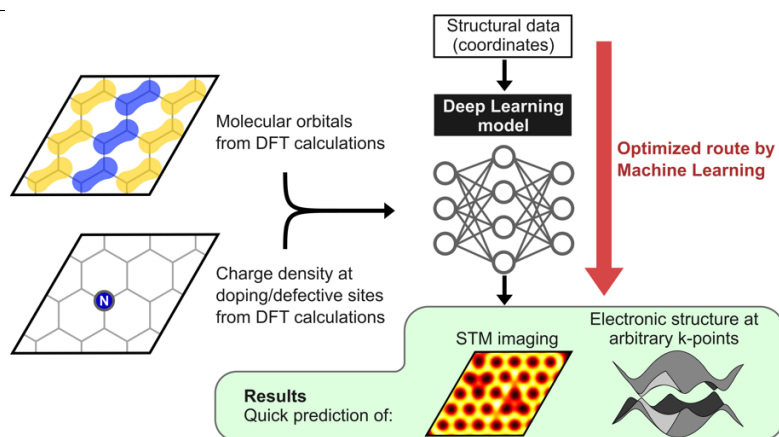 Structural data
(coordinates)
Deep Learning
model
Molecular orbitals
from DFT calculations
Optimized route by
Machine Learning
N
Charge density at
doping/defective sites
from DFT calculations
STM imaging
Electronic structure at
arbitrary k-points
Results
Quick prediction of: